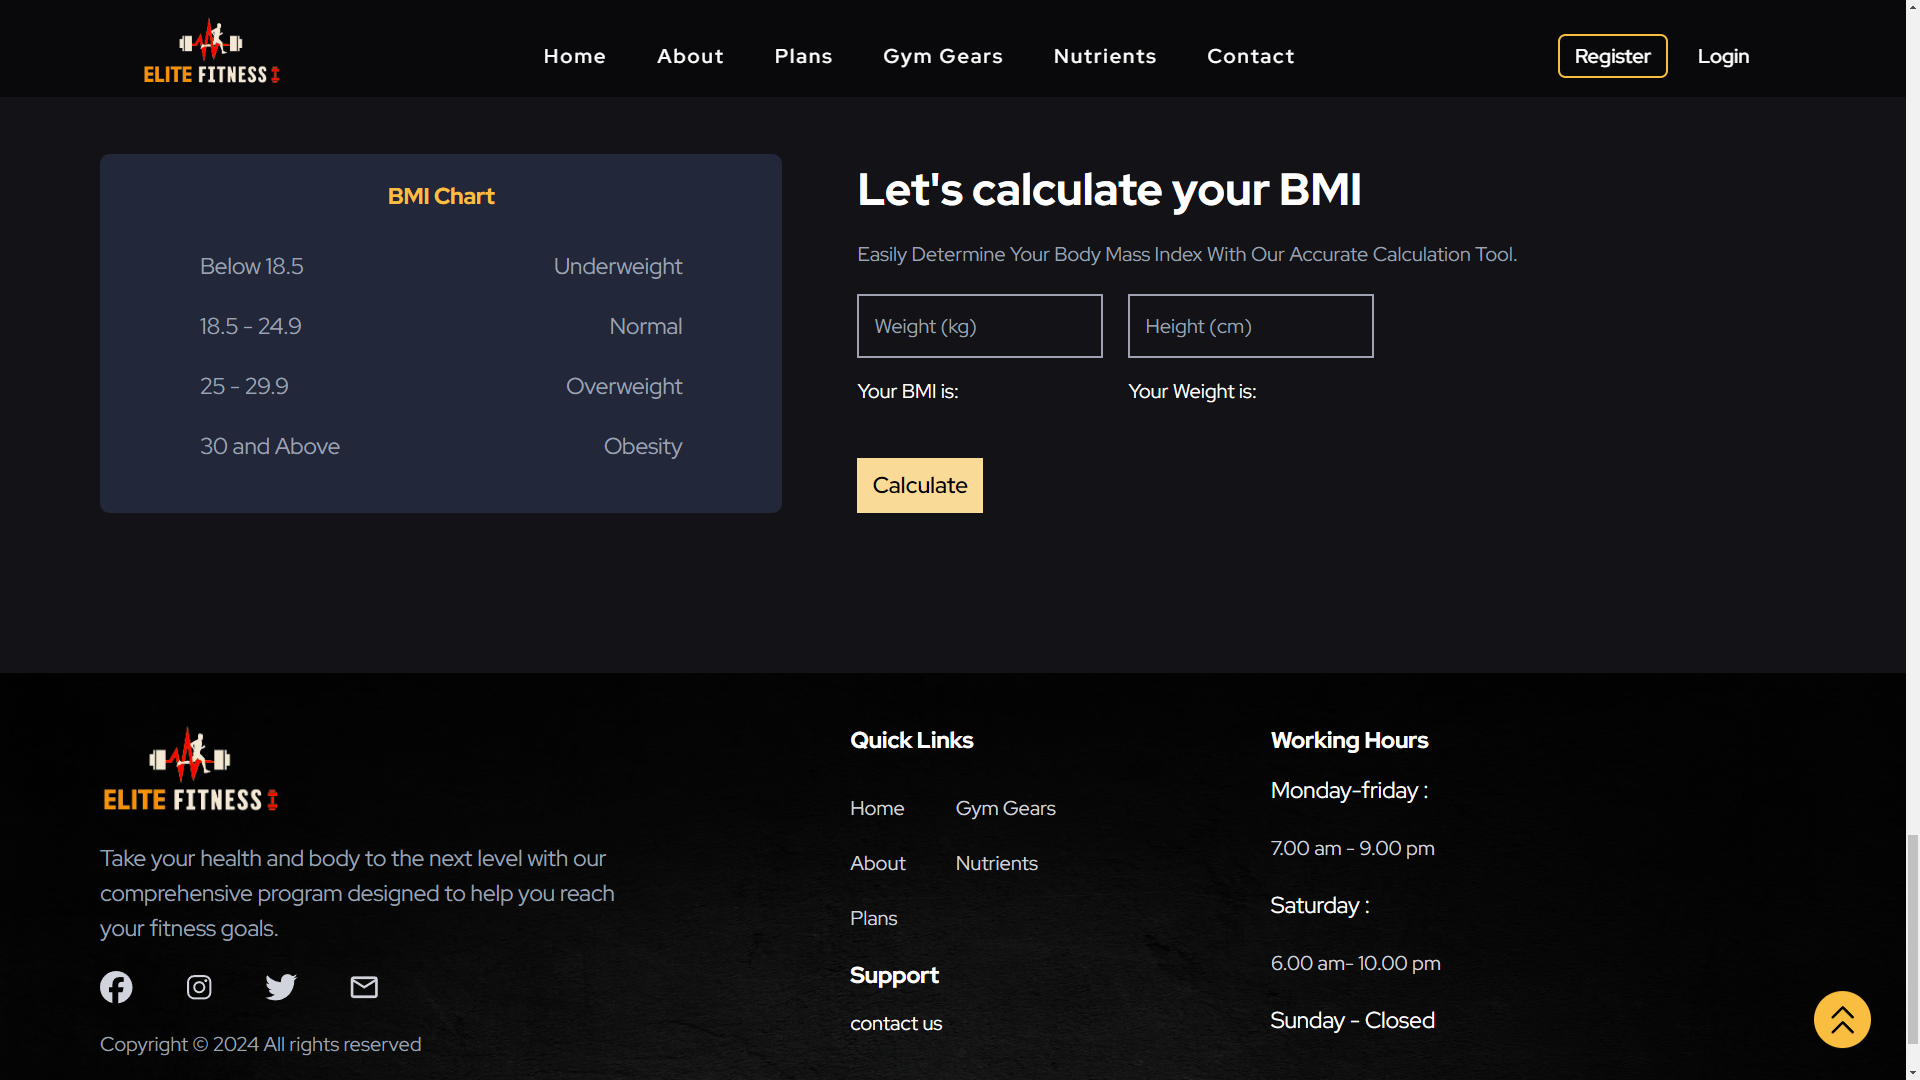 ELITE FITNESS
Home
About
Plans
Gym Gears
Nutrients
Contact
Register
Login
BMI Chart
Below 18.5 Underweight
18.5 - 24.9 Normal
25 - 29.9 Overweight
30 and Above Obesity
Let's calculate your BMI
Easily Determine Your Body Mass Index With Our Accurate Calculation Tool.
Weight (kg)
Height (cm)
Your BMI is:
Your Weight is:
Calculate
ELITE FITNESS
Take your health and body to the next level with our
comprehensive program designed to help you reach
your fitness goals.
Copyright © 2024 All rights reserved
Quick Links
Home
Gym Gears
About
Nutrients
Plans
Support
contact us
Working Hours
Monday-friday :
7.00 am - 9.00 pm
Saturday :
6.00 am- 10.00 pm
Sunday - Closed